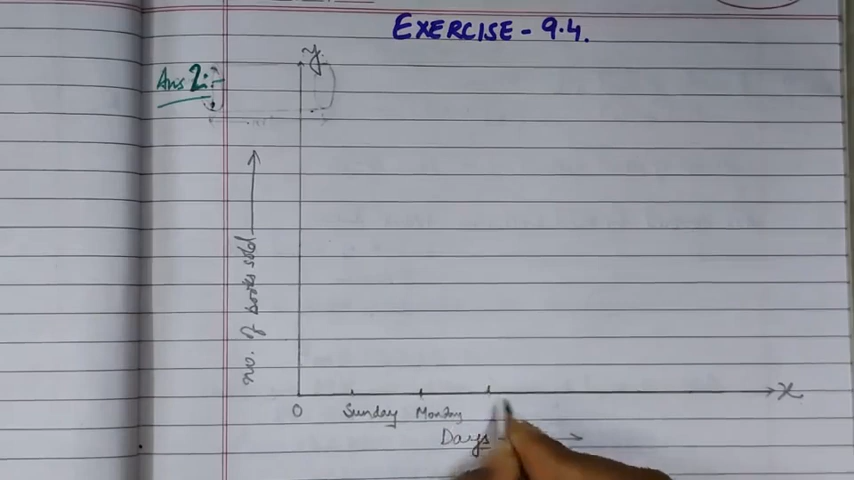 EXERCISE - 9.4.
Ans 2:-
y
no. of books sold
x
0
Sunday Monday
Days